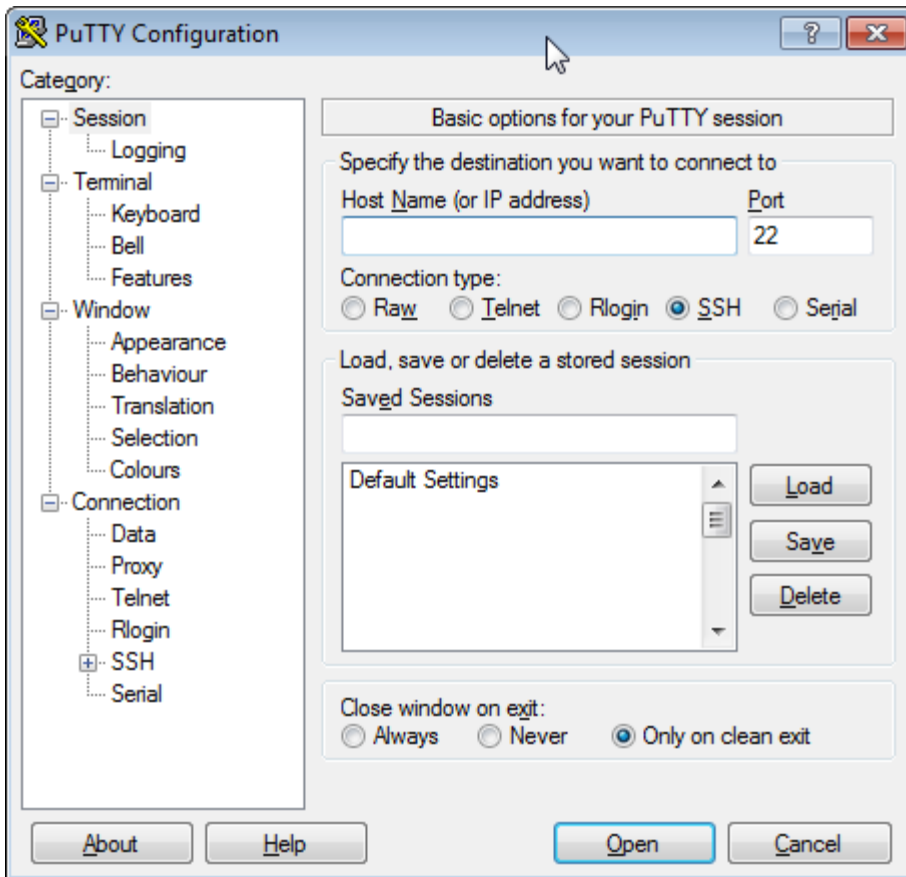 PuTTY Configuration
Category:
Session
Logging
Terminal
Keyboard
Bell
Features
Window
Appearance
Behaviour
Translation
Selection
Colours
Connection
Data
Proxy
Telnet
Rlogin
SSH
Serial
Basic options for your PuTTY session
Specify the destination you want to connect to
Host Name (or IP address) Port
22
Connection type:
Raw Telnet Rlogin SSH Serial
Load, save or delete a stored session
Saved Sessions
Default Settings
Load
Save
Delete
Close window on exit:
Always Never Only on clean exit
About Help Open Cancel